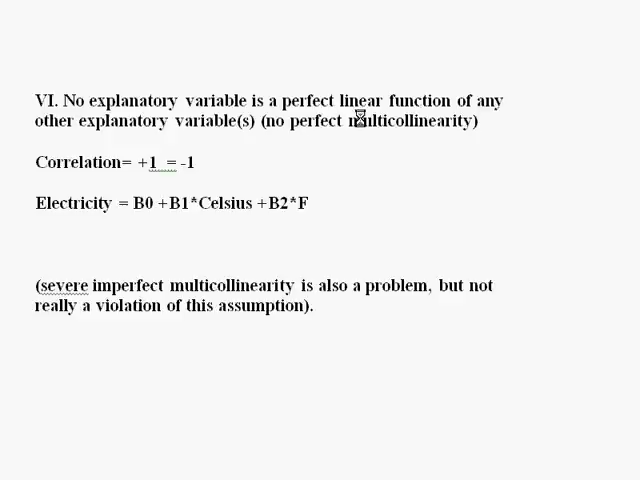 VI. No explanatory variable is a perfect linear function of any
other explanatory variable(s) (no perfect multicollinearity)
Correlation= +1 = -1
Electricity = B0 +B1*Celsius +B2*F
(severe imperfect multicollinearity is also a problem, but not
really a violation of this assumption).